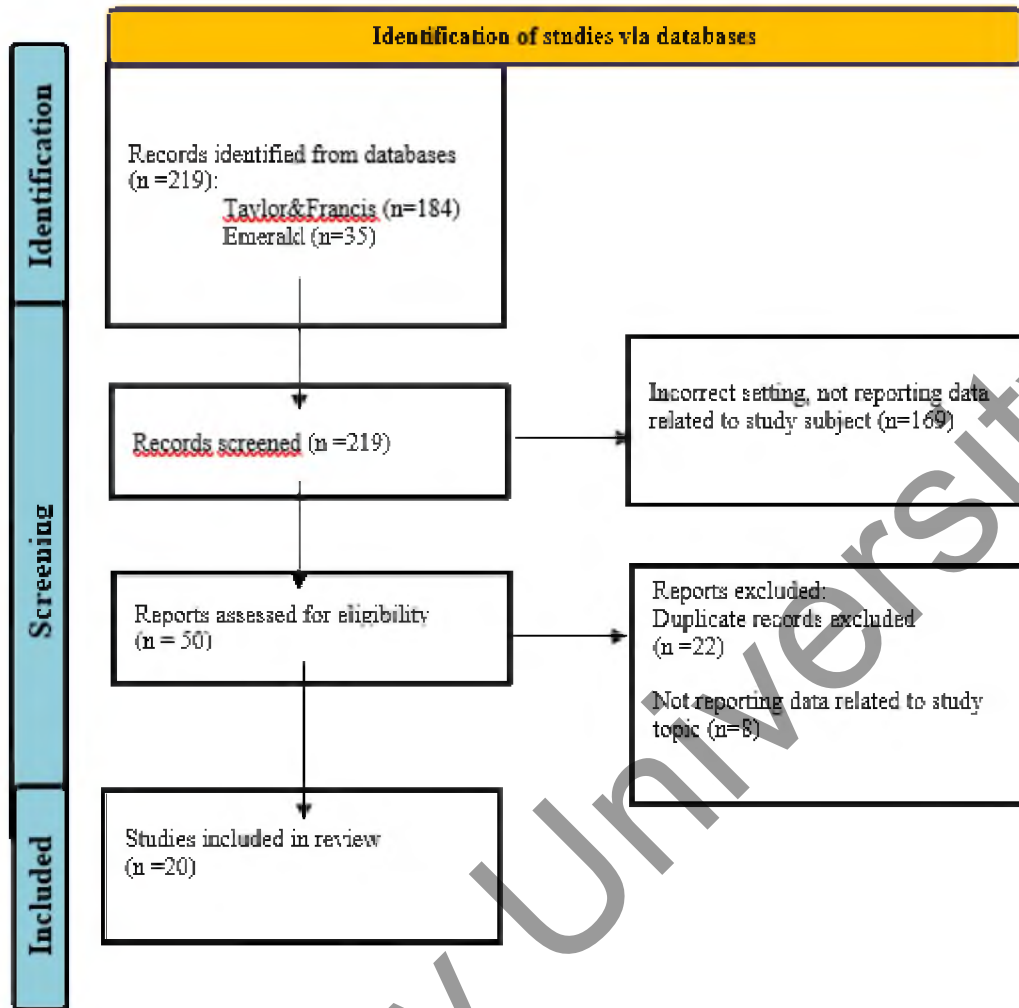 Identification of studies vla databases
Identification
Records identified from databases
(n =219):
Taylor&Francis (n=184)
Emerald (n=35)
Screening
Records screened (n =219)
Incorrect setting, not reporting data
related to study subject (n=169)
Reports assessed for eligibility
(n = 50)
Reports excluded:
Duplicate records excluded
(n =22)
Not reporting data related to study
topic (n=8)
Included
Studies included in review
(n =20)